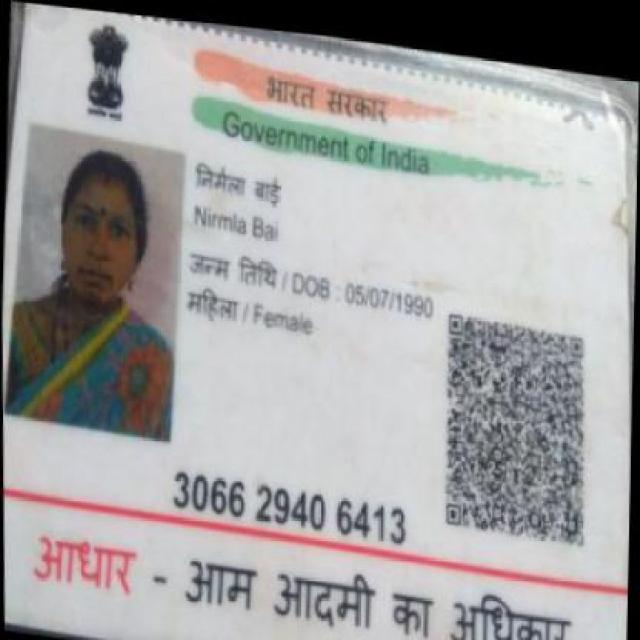 भारत सरकार
Government of India
निर्मला बाई
Nirmla Bai
जन्म तिथि / DOB : 05/07/1990
महिला / Female
3066 2940 6413
आधार - आम आदमी का अधिकार